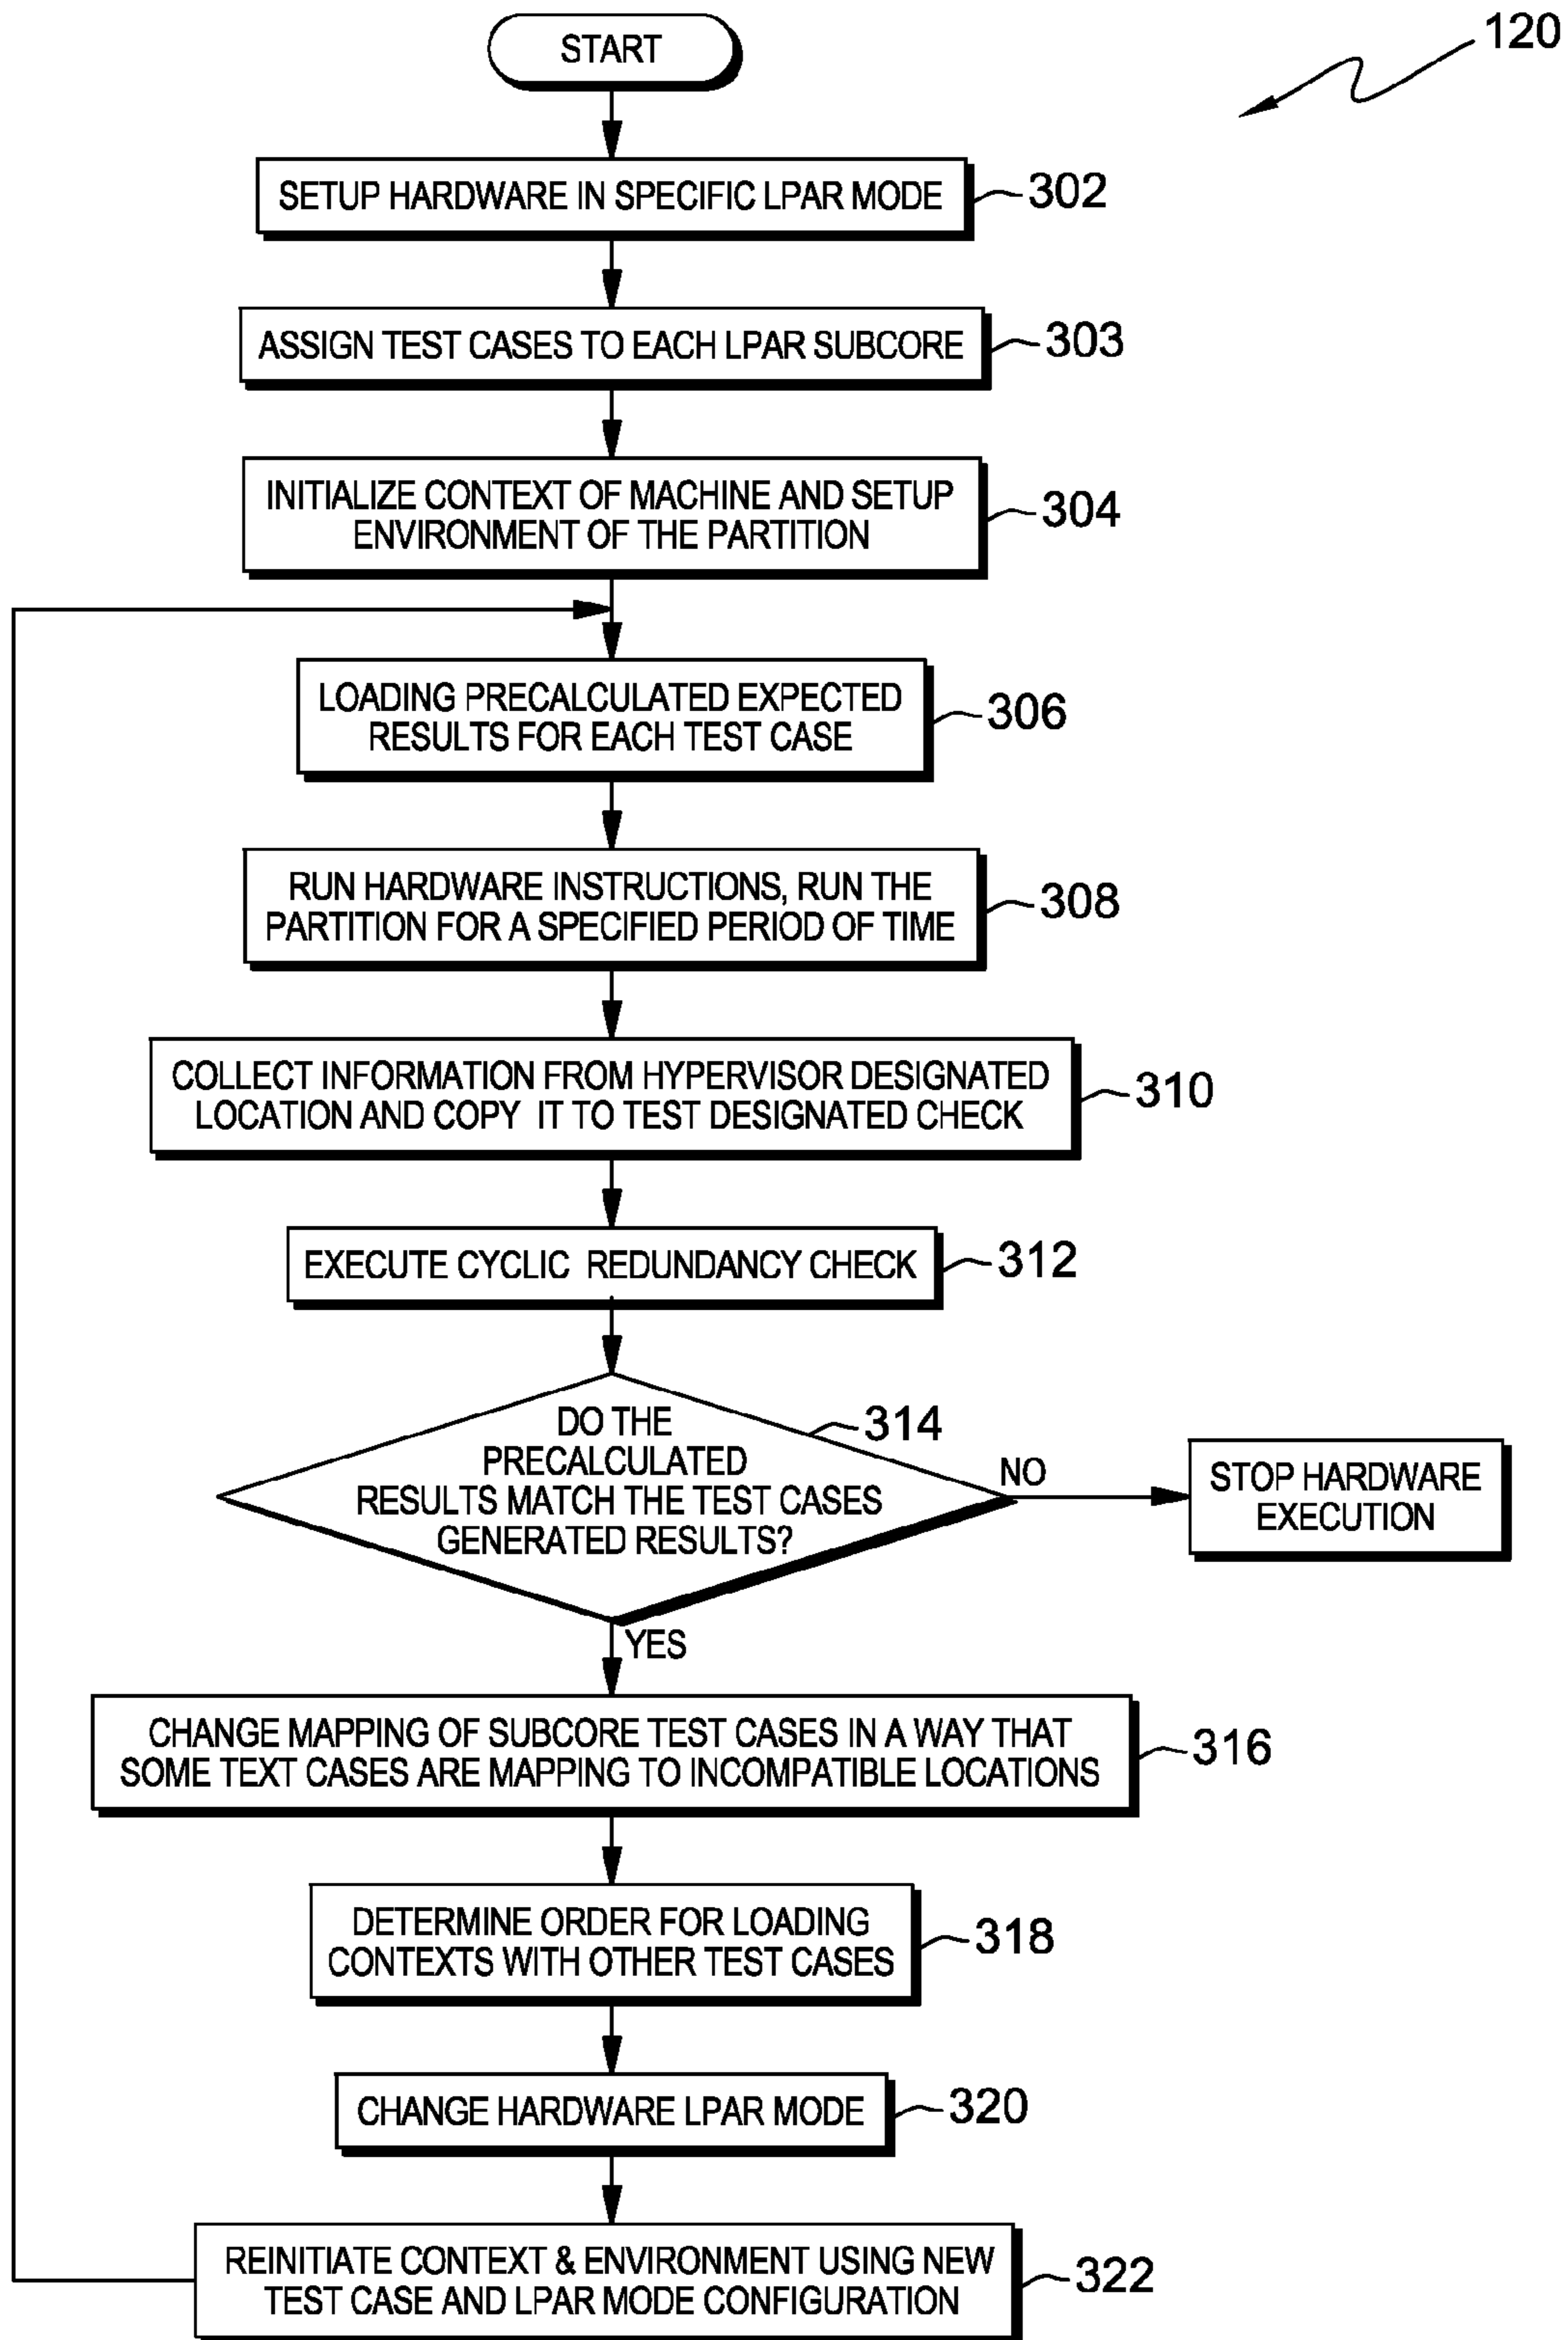 120
START
SETUP HARDWARE IN SPECIFIC LPAR MODE
302
ASSIGN TEST CASES TO EACH LPAR SUBCORE
303
INITIALIZE CONTEXT OF MACHINE AND SETUP
ENVIRONMENT OF THE PARTITION
304
LOADING PRECALCULATED EXPECTED
RESULTS FOR EACH TEST CASE
306
RUN HARDWARE INSTRUCTIONS, RUN THE
PARTITION FOR A SPECIFIED PERIOD OF TIME
308
COLLECT INFORMATION FROM HYPERVISOR DESIGNATED
LOCATION AND COPY IT TO TEST DESIGNATED CHECK
310
EXECUTE CYCLIC REDUNDANCY CHECK
312
DO THE
PRECALCULATED
RESULTS MATCH THE TEST CASES
GENERATED RESULTS?
314
NO
STOP HARDWARE
EXECUTION
YES
CHANGE MAPPING OF SUBCORE TEST CASES IN A WAY THAT
SOME TEXT CASES ARE MAPPING TO INCOMPATIBLE LOCATIONS
316
DETERMINE ORDER FOR LOADING
CONTEXTS WITH OTHER TEST CASES
318
CHANGE HARDWARE LPAR MODE
320
REINITIATE CONTEXT & ENVIRONMENT USING NEW
TEST CASE AND LPAR MODE CONFIGURATION
322